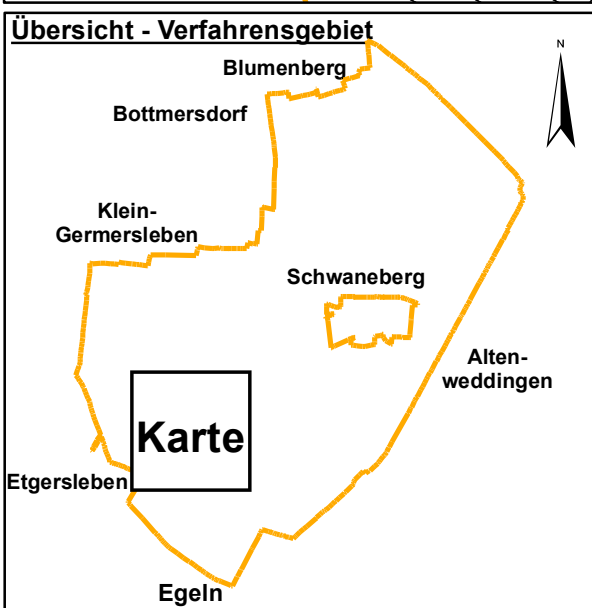 Übersicht - Verfahrensgebiet
N
Blumenberg
Bottmersdorf
Klein-
Germersleben
Schwaneberg
Alten-
weddingen
Karte
Etgersleben
Egeln